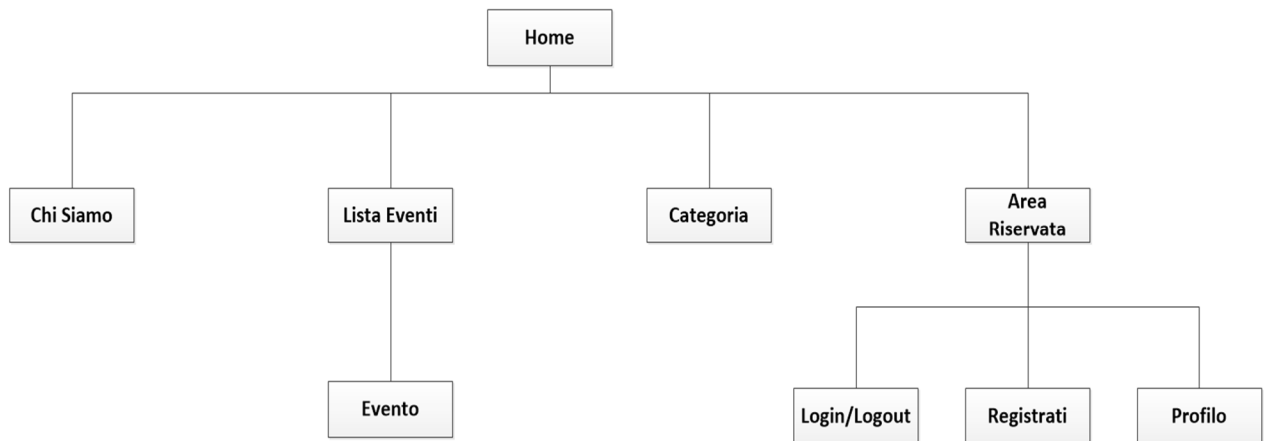 Home
Chi Siamo
Lista Eventi
Categoria
Area
Riservata
Evento
Login/Logout
Registrati
Profilo